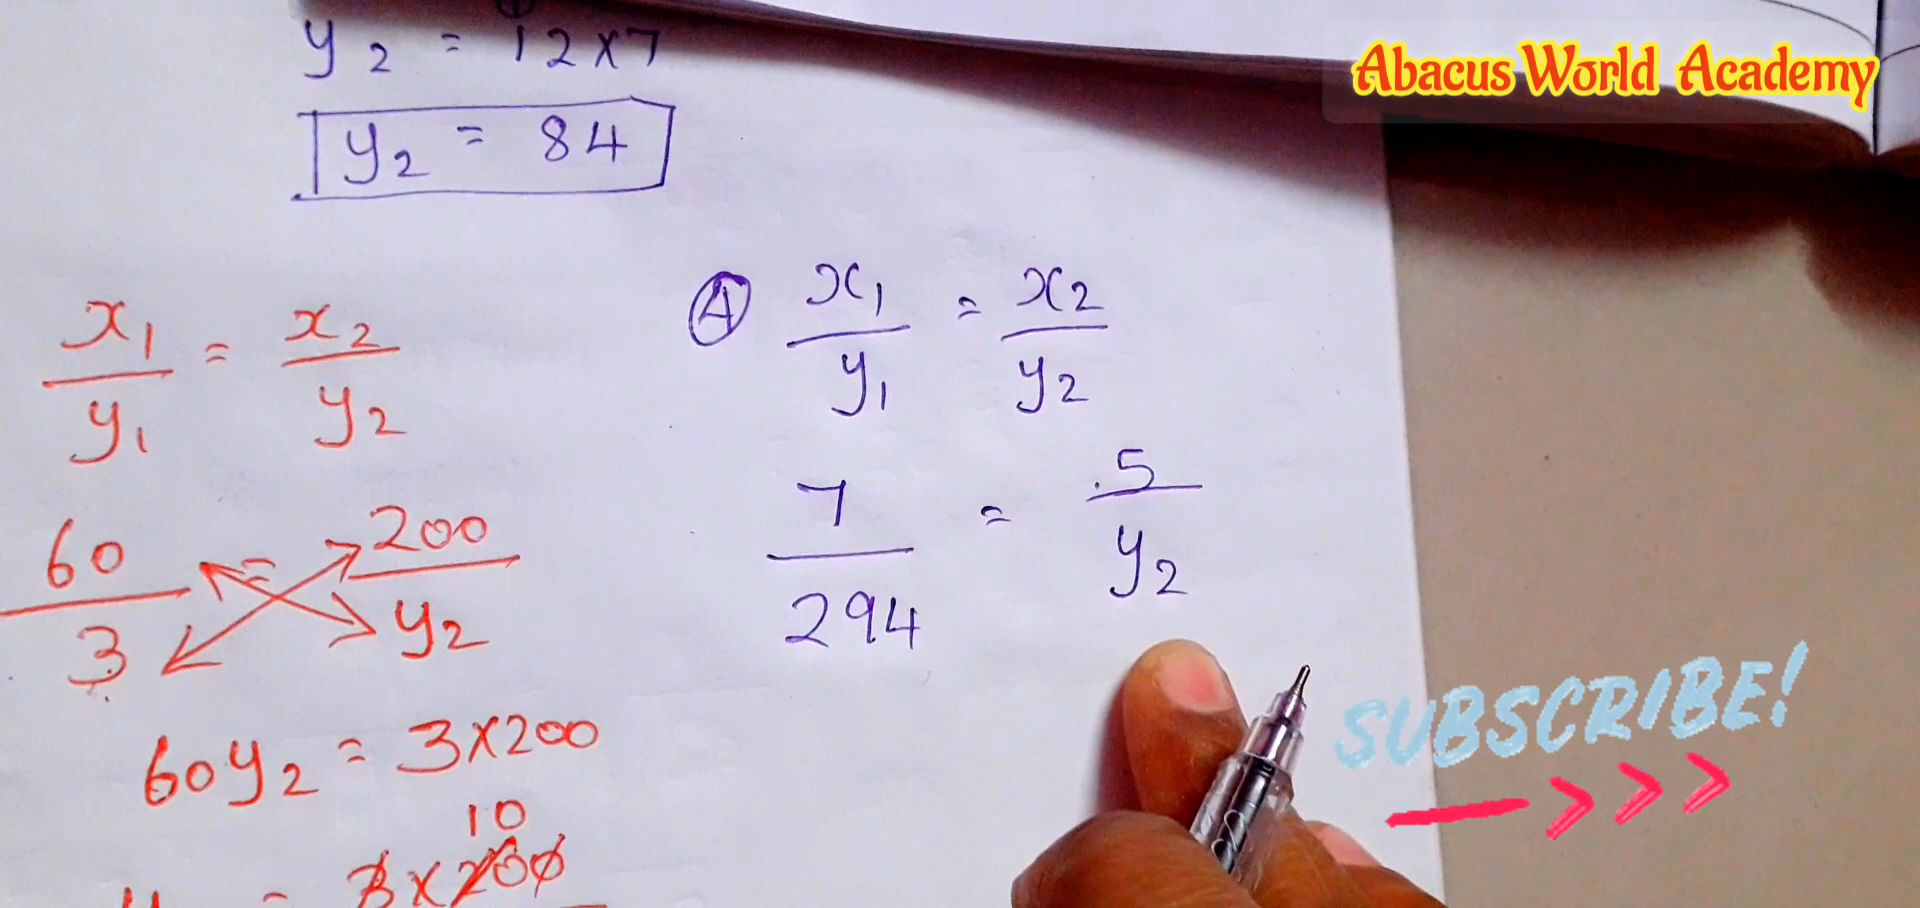 y2 = 12x7
y2 = 84
Abacus World Academy
x1/y1 = x2/y2
60/3 = 200/y2
60y2 = 3x200
10
= 3x200
④ x1/y1 = x2/y2
7/294 = 5/y2
SUBSCRIBE!